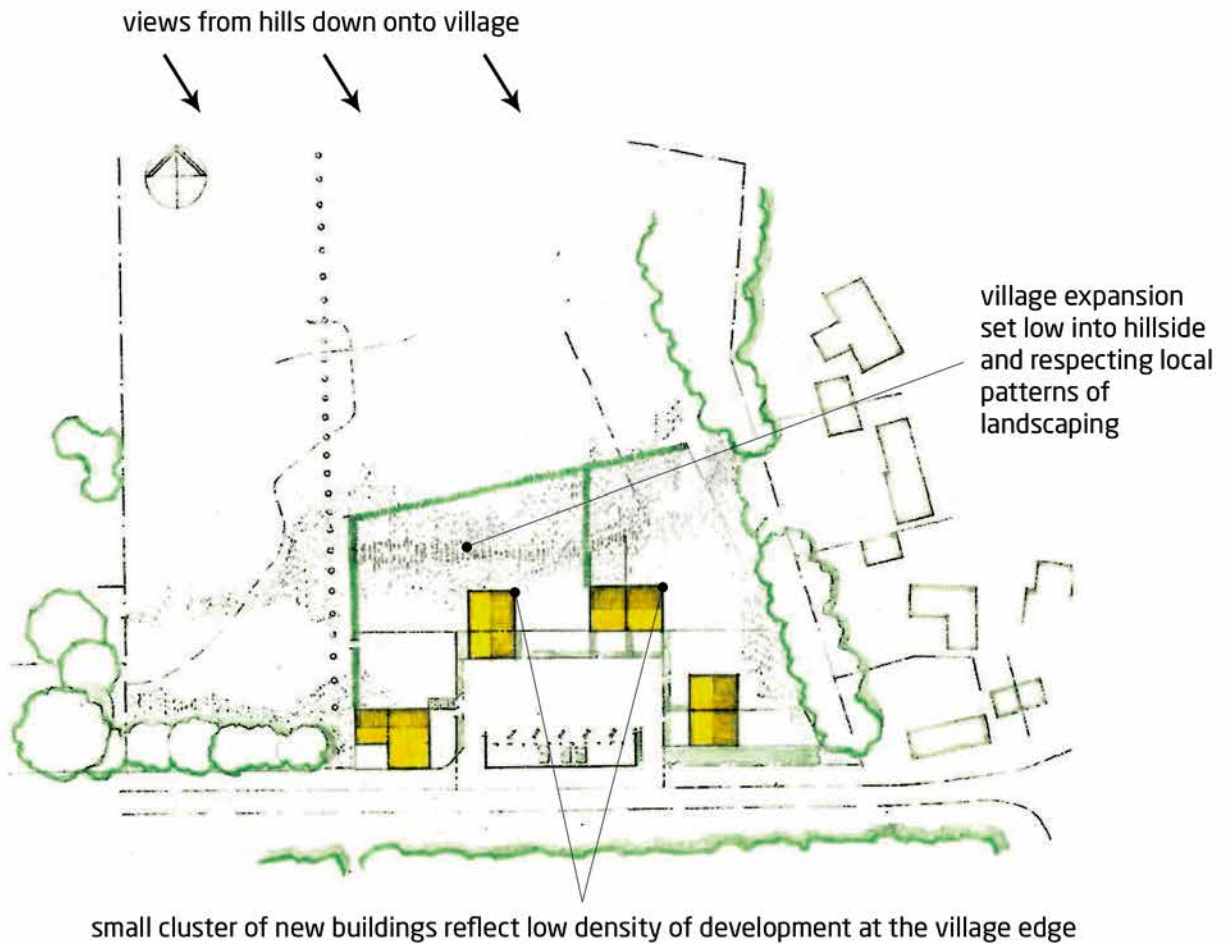 views from hills down onto village
village expansion
set low into hillside
and respecting local
patterns of
landscaping
small cluster of new buildings reflect low density of development at the village edge